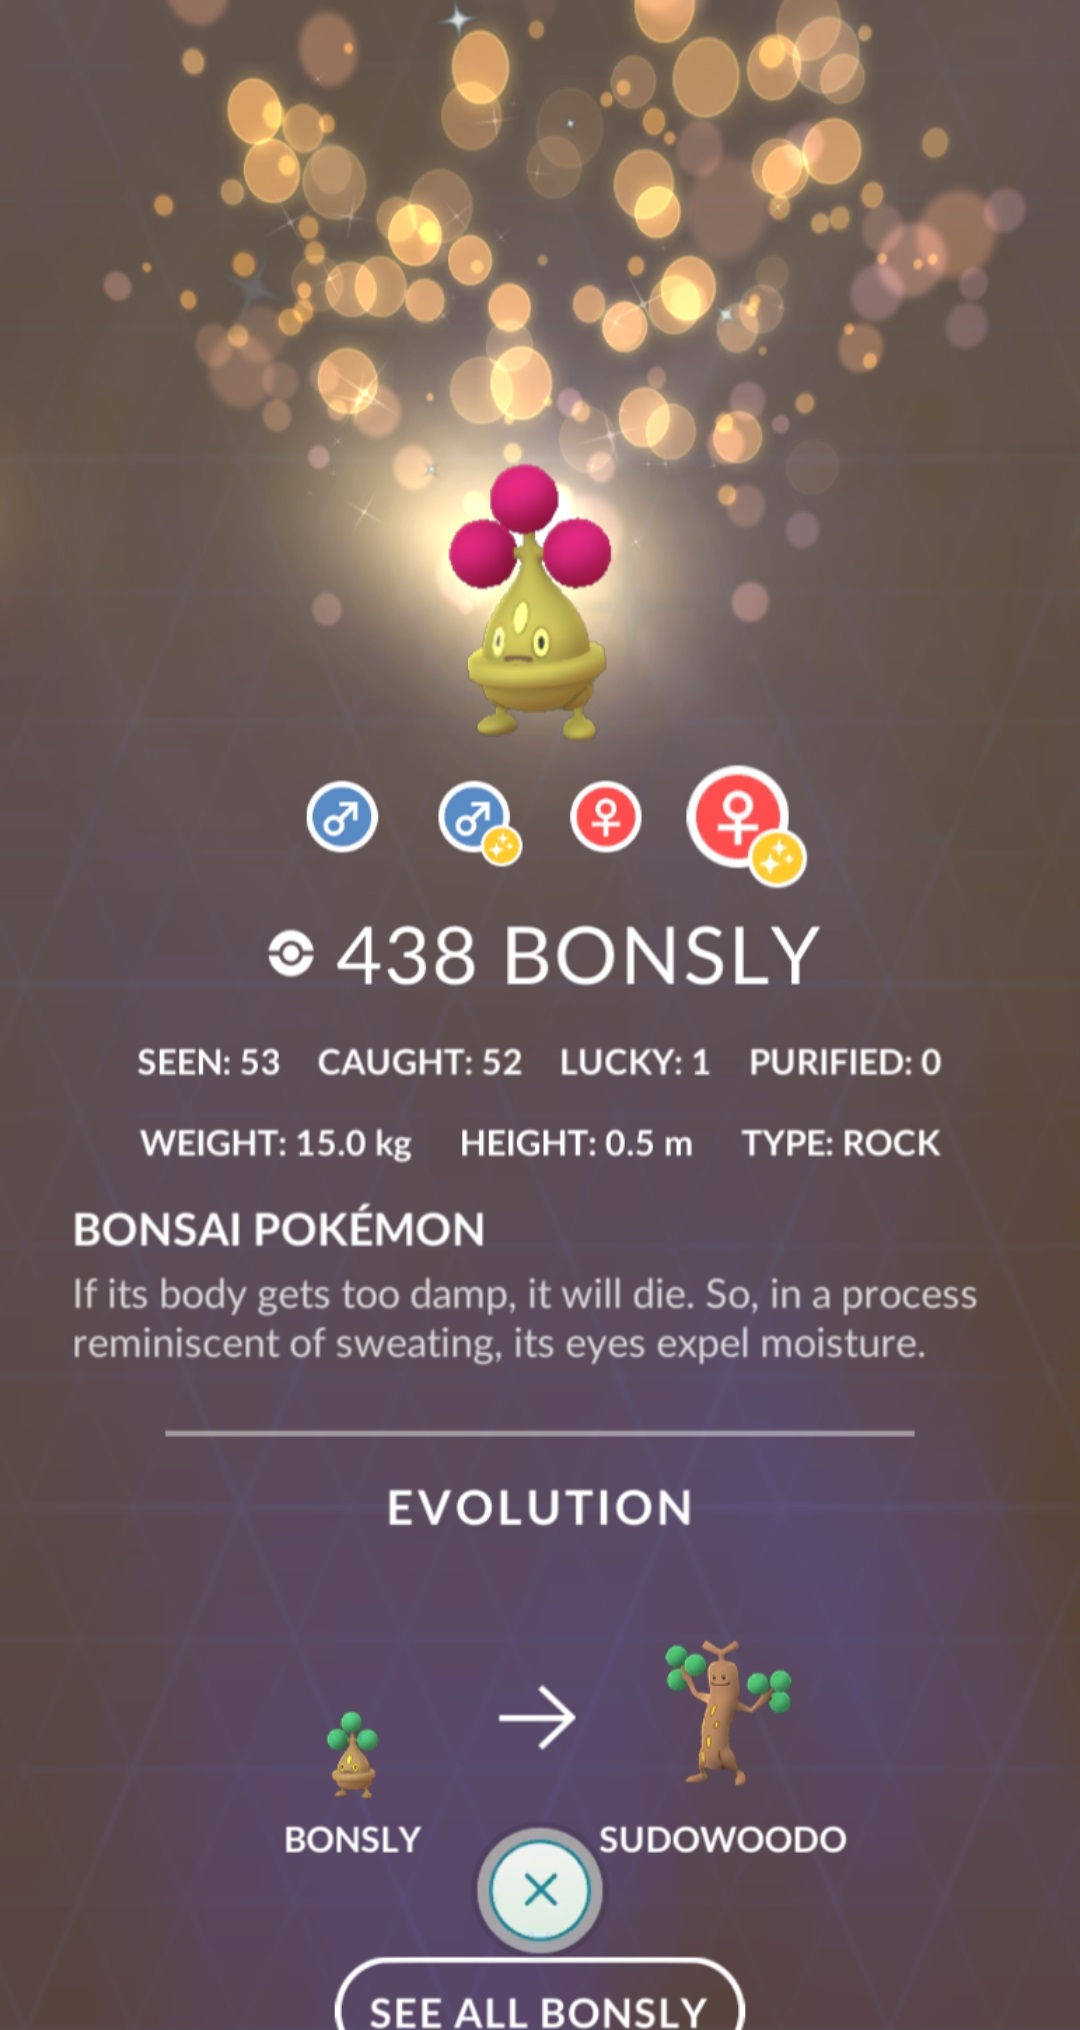 438 BONSLY
SEEN: 53 CAUGHT: 52 LUCKY: 1 PURIFIED: 0
WEIGHT: 15.0 kg HEIGHT: 0.5 m TYPE: ROCK
BONSAI POKÉMON
If its body gets too damp, it will die. So, in a process
reminiscent of sweating, its eyes expel moisture.
EVOLUTION
BONSLY SUDOWOODO
SEE ALL BONSLY